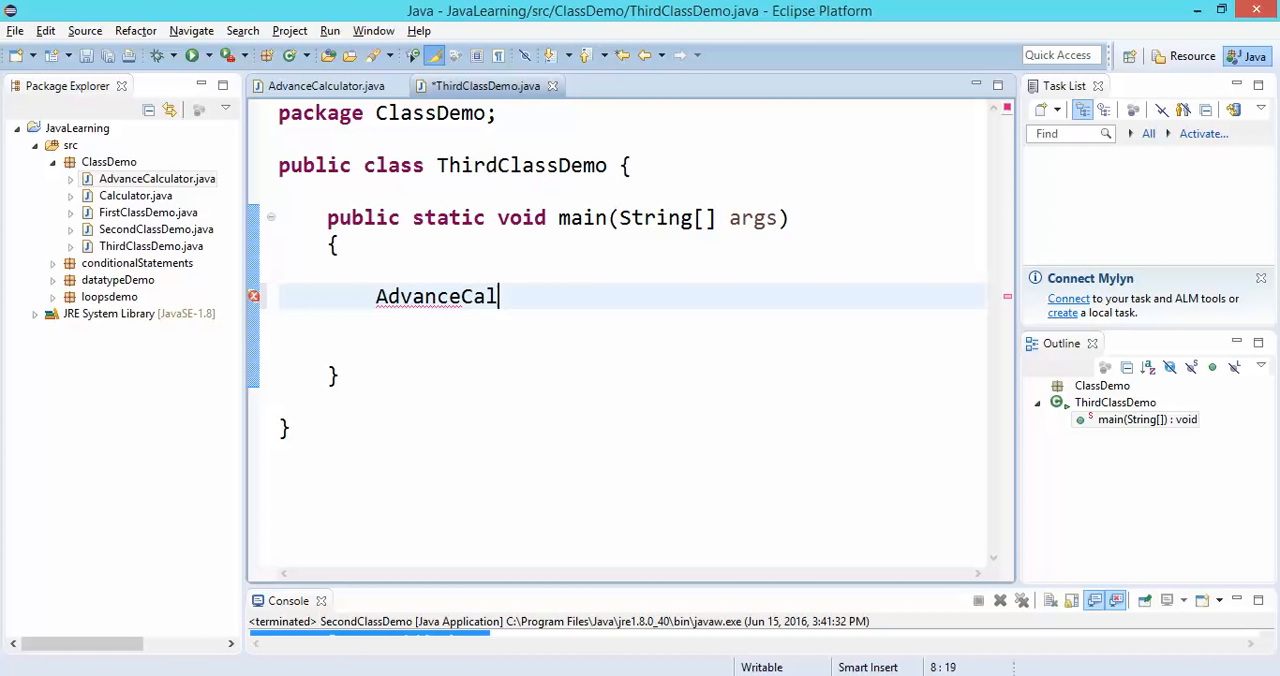 Java - JavaLearning/src/ClassDemo/ThirdClassDemo.java - Eclipse Platform
File Edit Source Refactor Navigate Search Project Run Window Help
Quick Access Resource Java
Package Explorer
JavaLearning
src
ClassDemo
AdvanceCalculator.java
Calculator.java
FirstClassDemo.java
SecondClassDemo.java
ThirdClassDemo.java
conditionalStatements
datatypeDemo
loopsdemo
JRE System Library [JavaSE-1.8]
AdvanceCalculator.java *ThirdClassDemo.java
package ClassDemo;
public class ThirdClassDemo {
public static void main(String[] args)
{
AdvanceCal
}
}
Task List
Find All Activate...
Connect Mylyn
Connect to your task and ALM tools or
create a local task.
Outline
ClassDemo
ThirdClassDemo
main(String[]) : void
Console
<terminated> SecondClassDemo [Java Application] C:\Program Files\Java\jre1.8.0_40\bin\javaw.exe (Jun 15, 2016, 3:41:32 PM)
Writable Smart Insert 8 : 19